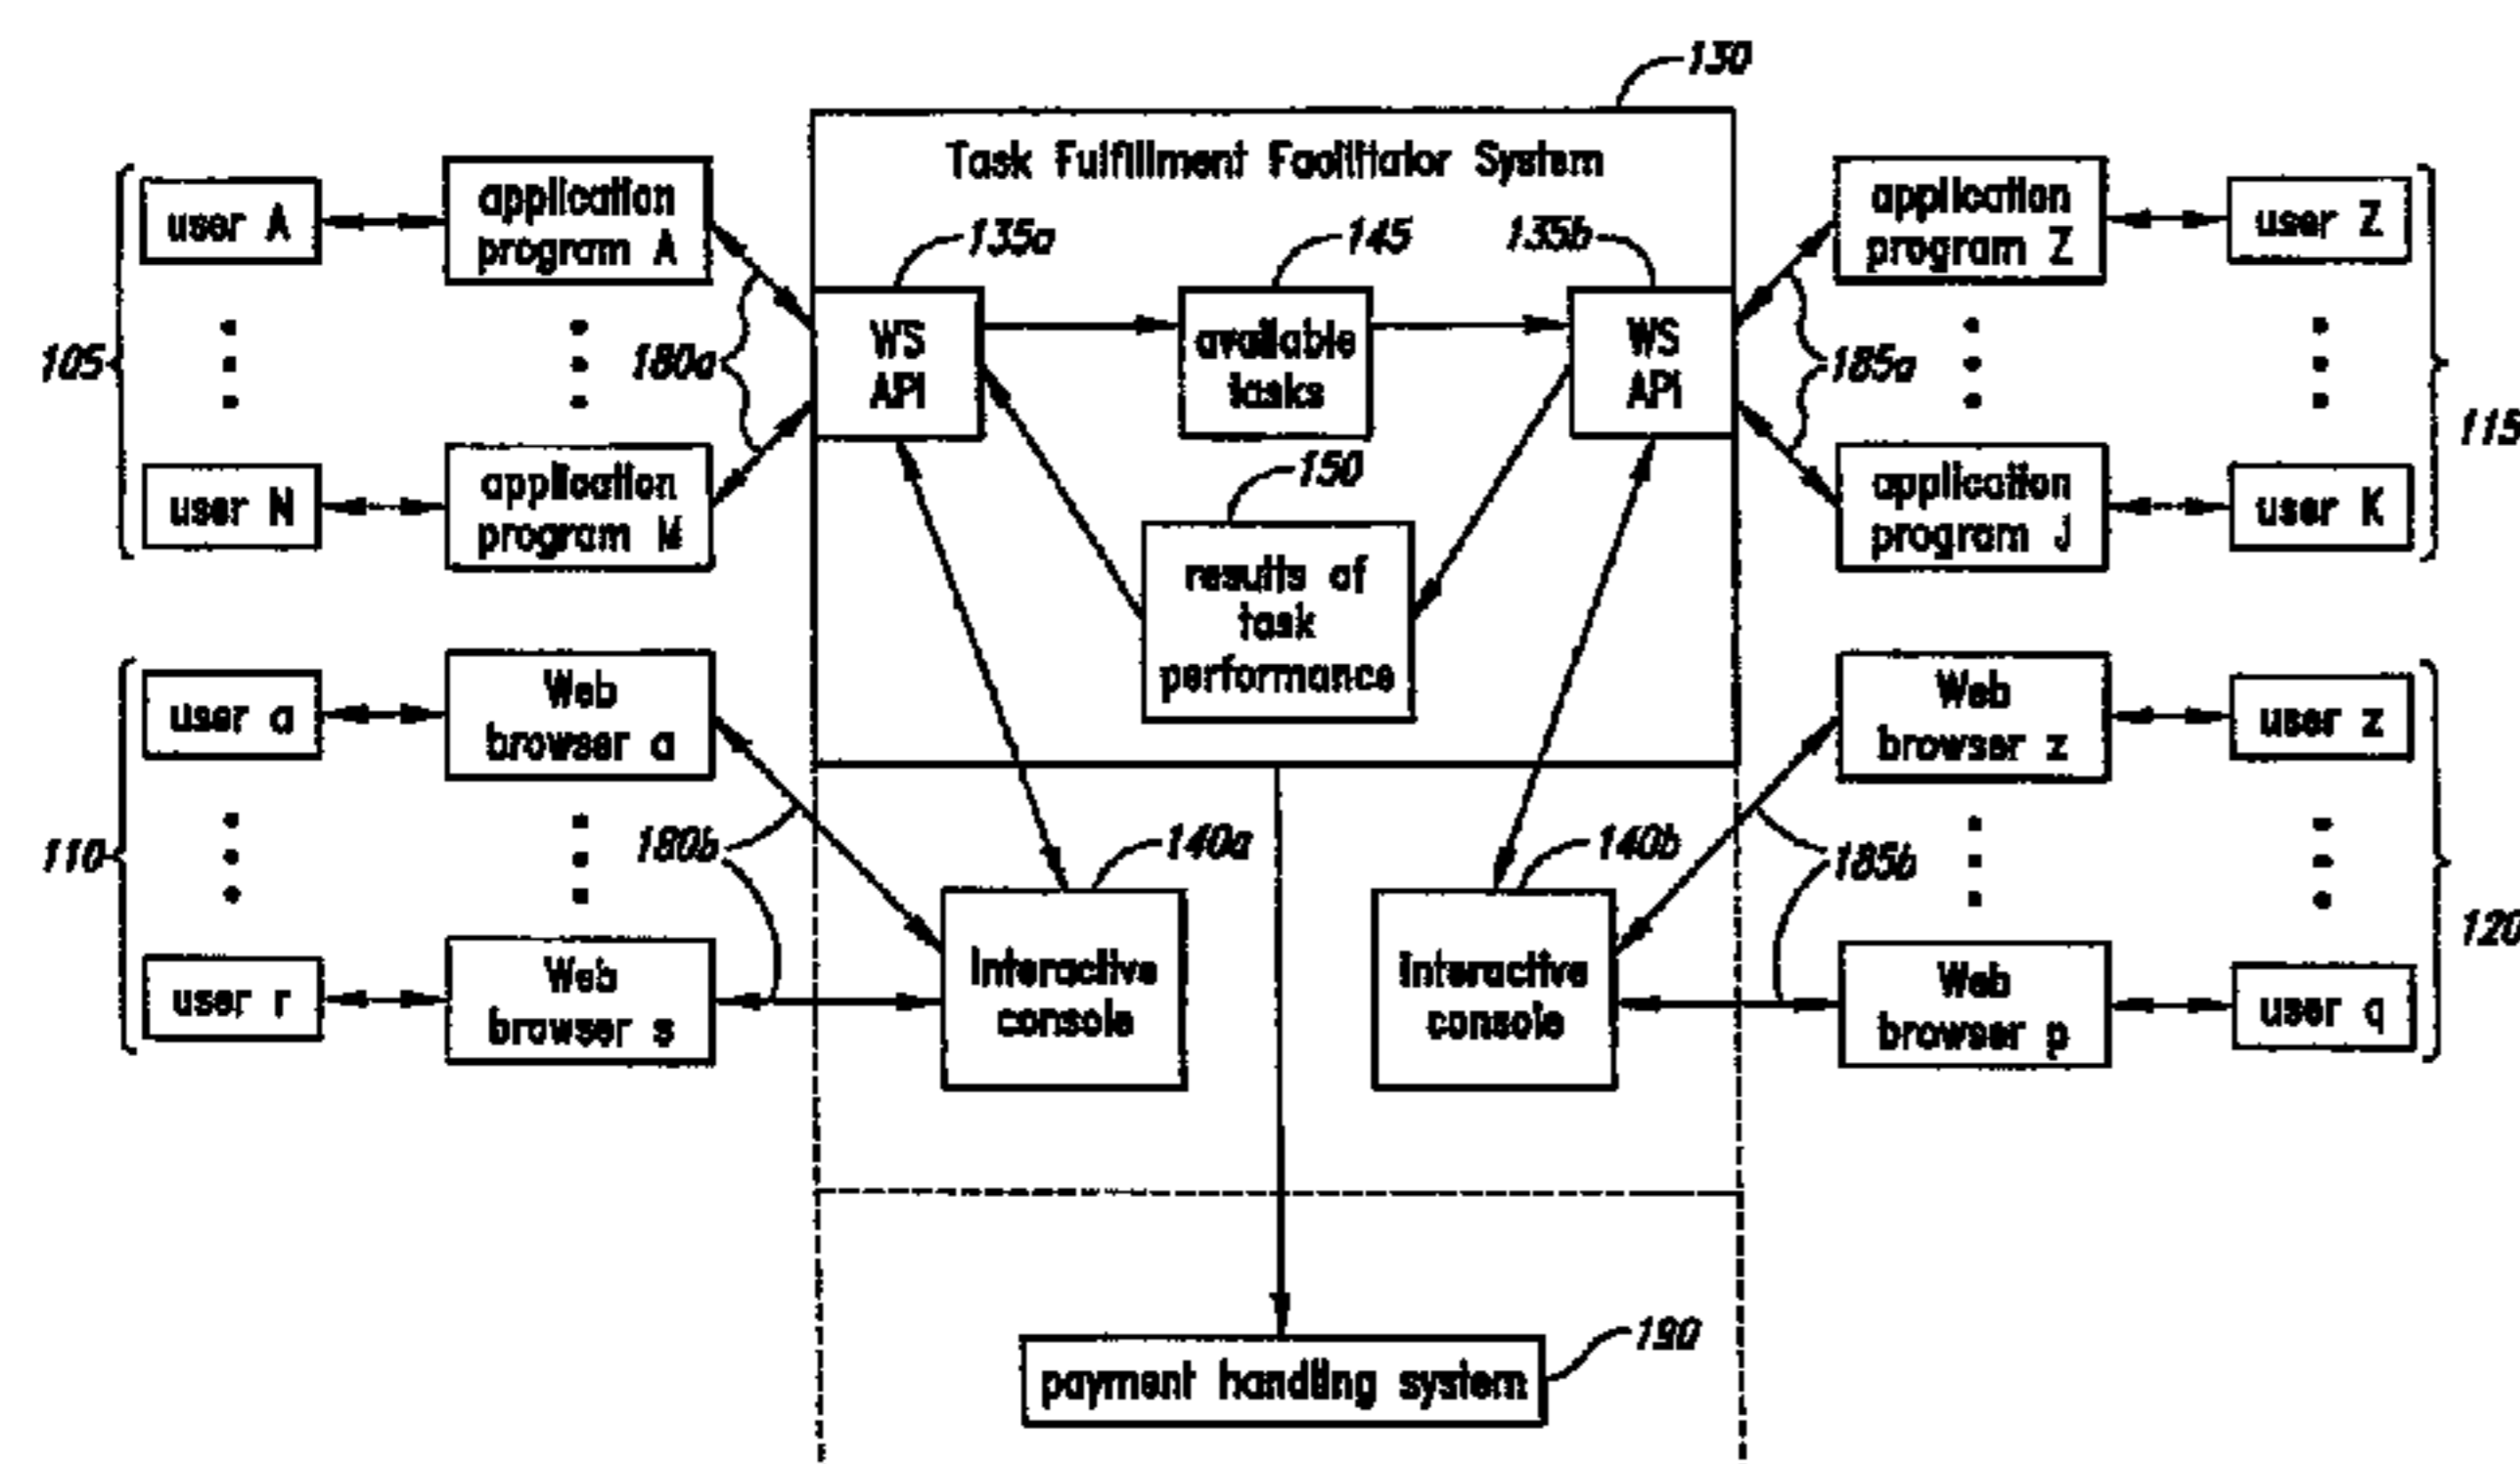 130
Task Fulfillment Facilitator System
user A
application
program A
135a
145
135b
application
program Z
user Z
105
180a
WS
API
available
tasks
WS
API
185a
115
user N
application
program M
150
application
program J
user K
results of
task
performance
user a
Web
browser a
Web
browser z
user z
110
180b
140a
140b
185b
120
user r
Web
browser s
Interactive
console
Interactive
console
Web
browser p
user q
190
payment handling system